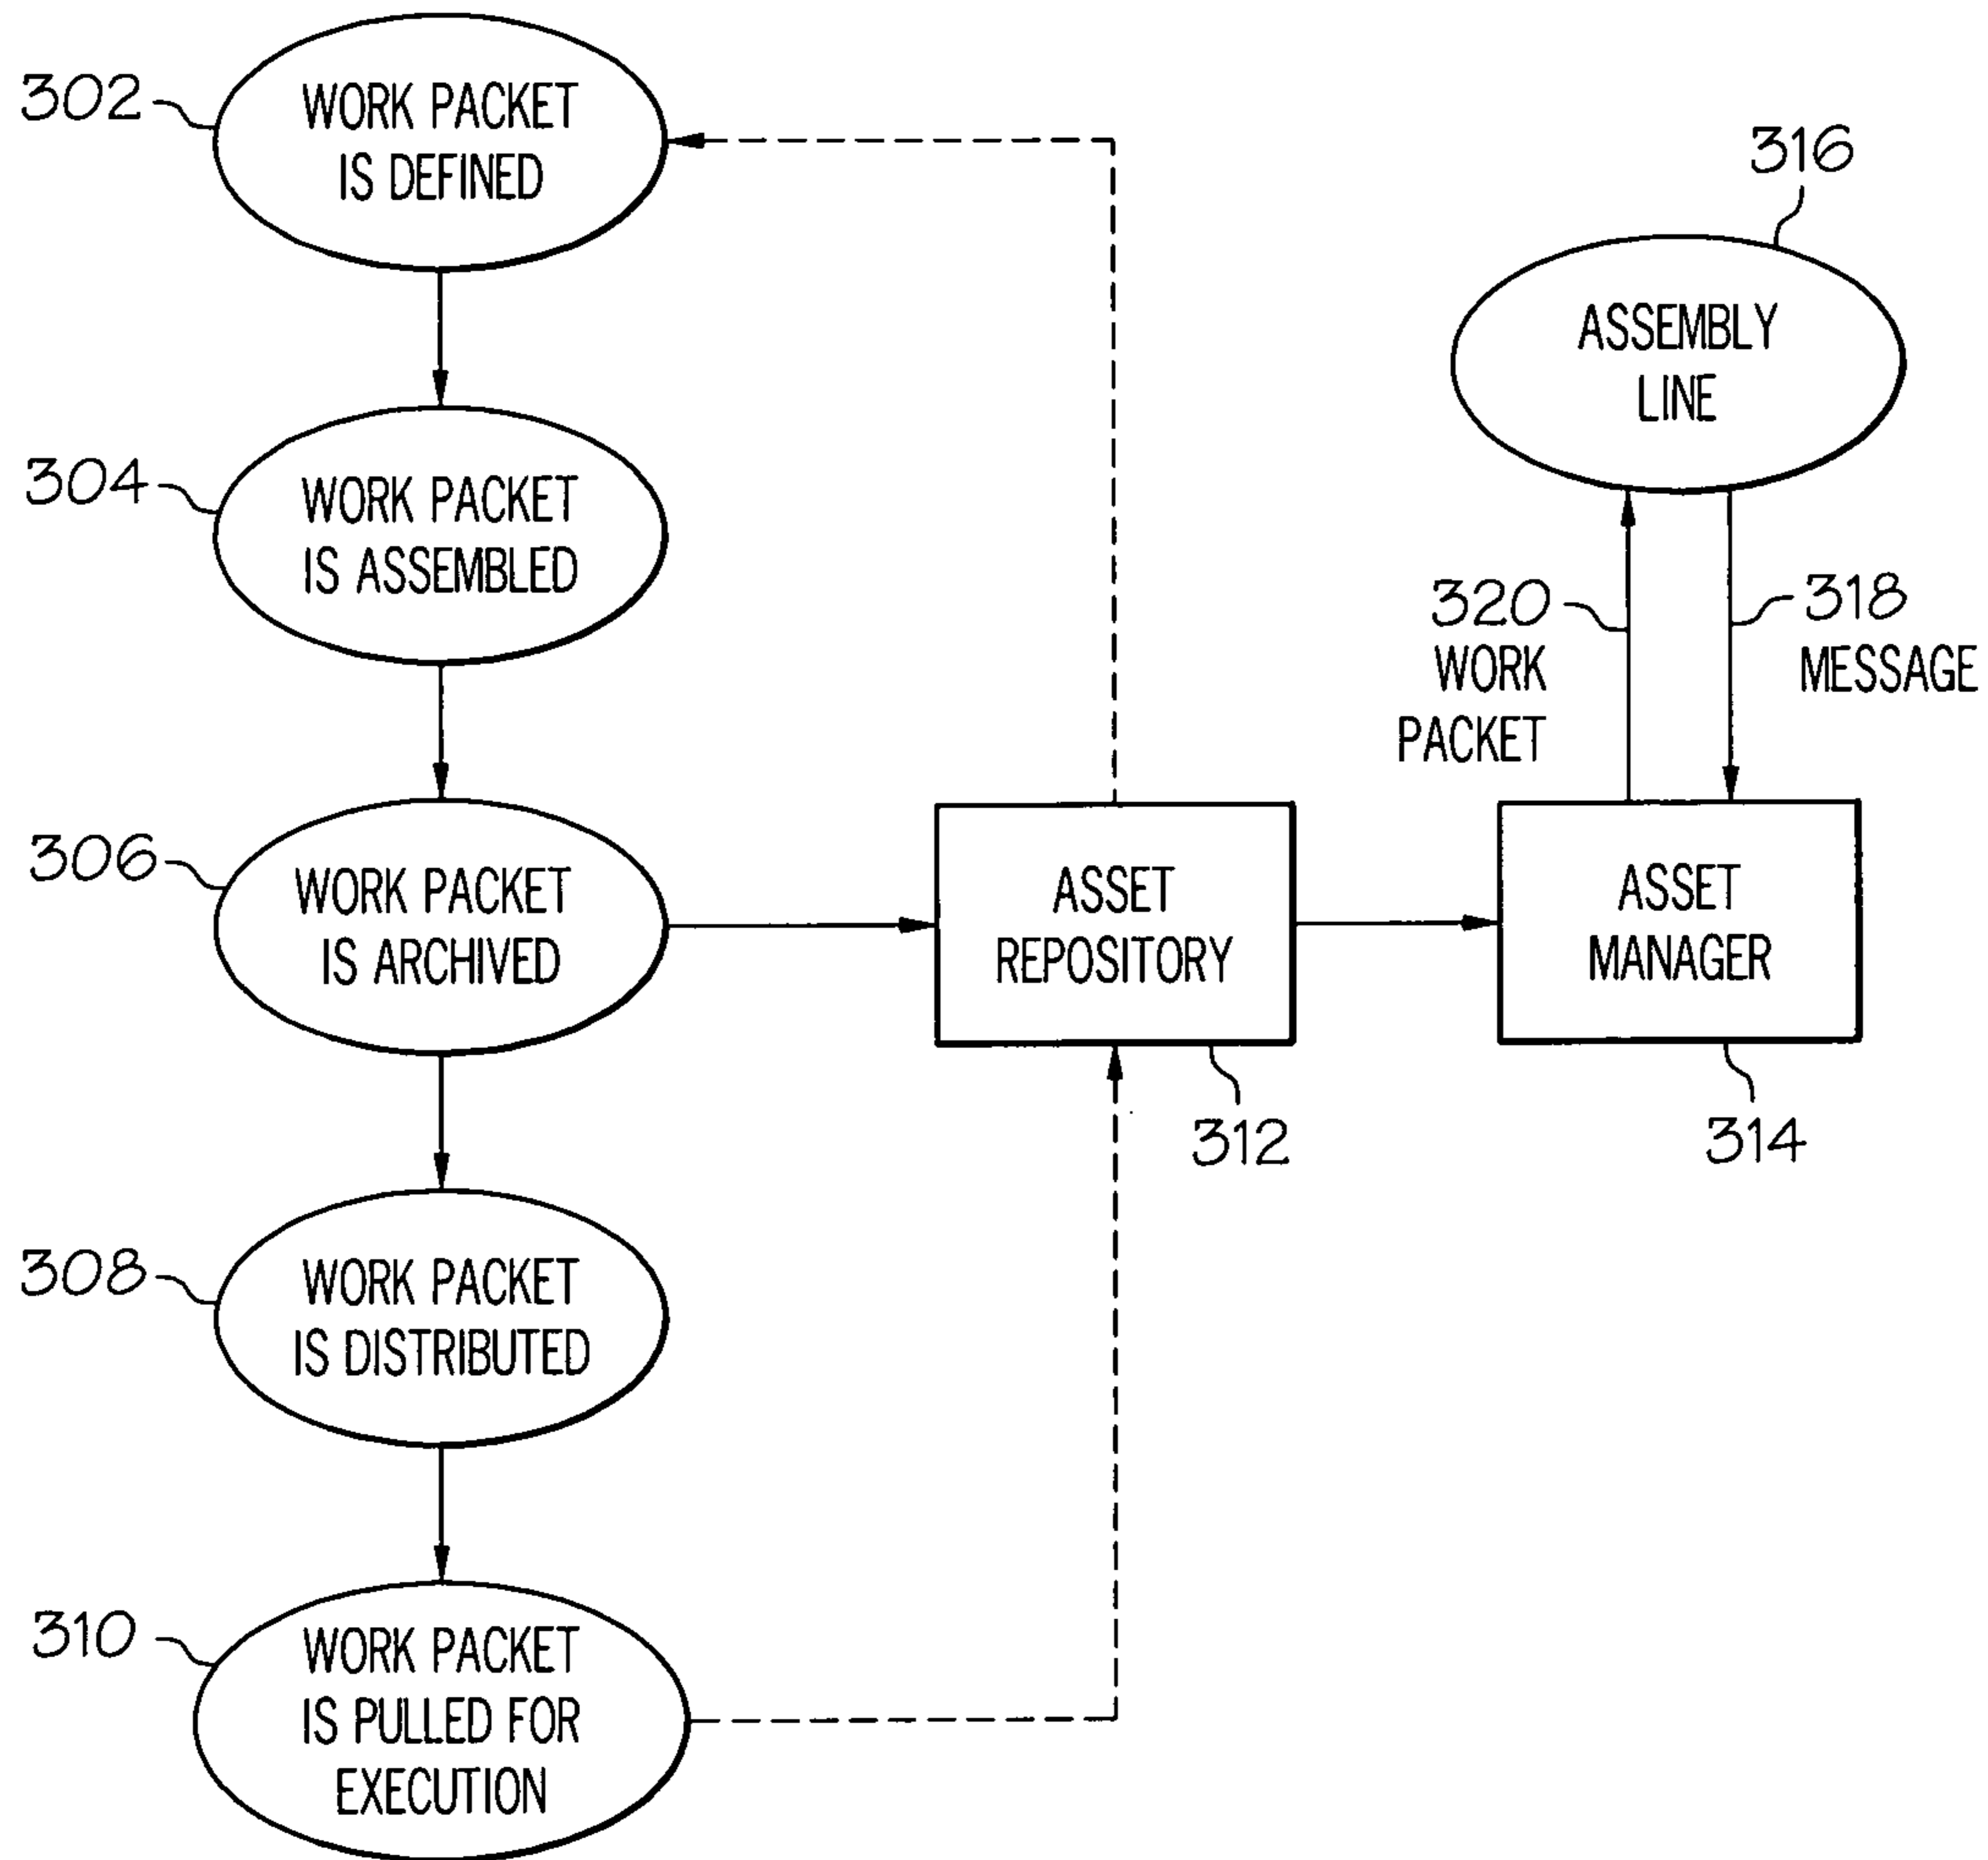 302
WORK PACKET
IS DEFINED
316
ASSEMBLY
LINE
304
WORK PACKET
IS ASSEMBLED
320
WORK
PACKET
318
MESSAGE
306
WORK PACKET
IS ARCHIVED
ASSET
REPOSITORY
312
ASSET
MANAGER
314
308
WORK PACKET
IS DISTRIBUTED
310
WORK PACKET
IS PULLED FOR
EXECUTION